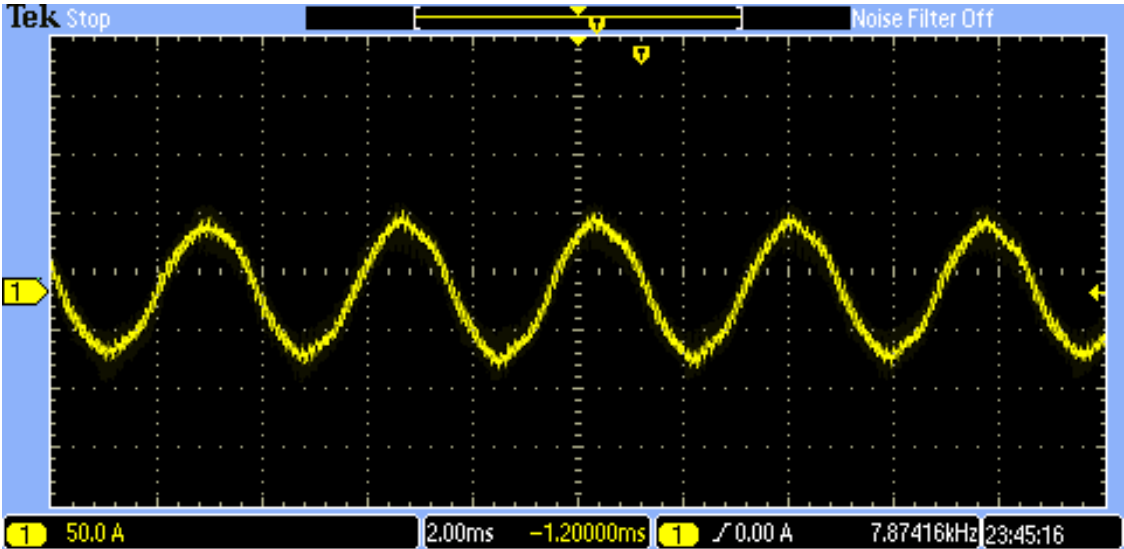 Tek Stop Noise Filter Off
T
T
1
1 50.0 A 2.00ms −1.20000ms 1 0.00 A 7.87416kHz 23:45:16